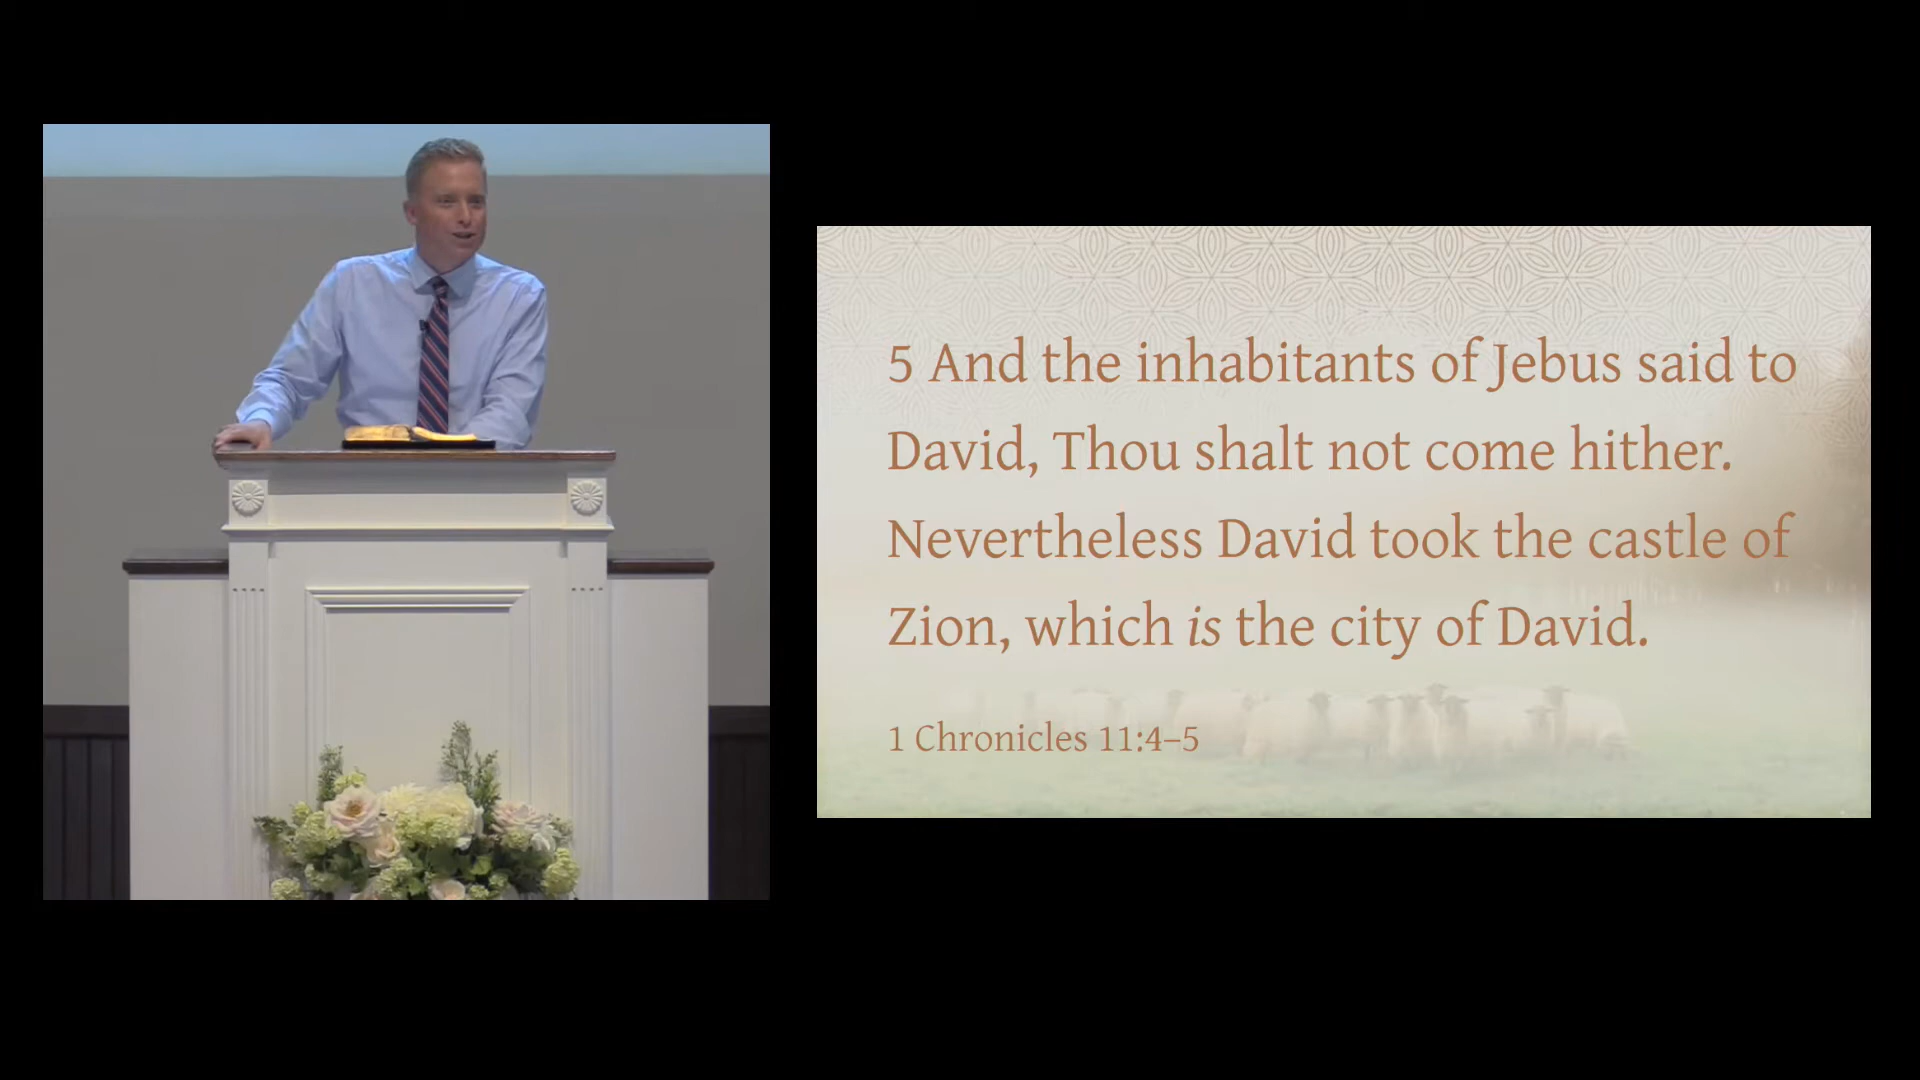 5 And the inhabitants of Jebus said to
David, Thou shalt not come hither.
Nevertheless David took the castle of
Zion, which is the city of David.
1 Chronicles 11:4–5